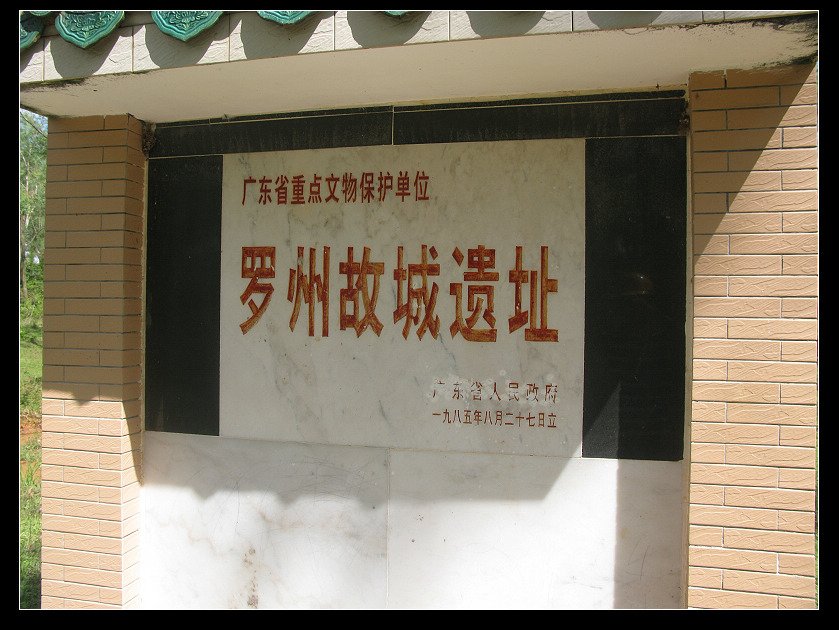 广东省重点文物保护单位
罗州故城遗址
广东省人民政府
一九八五年八月二十七日立